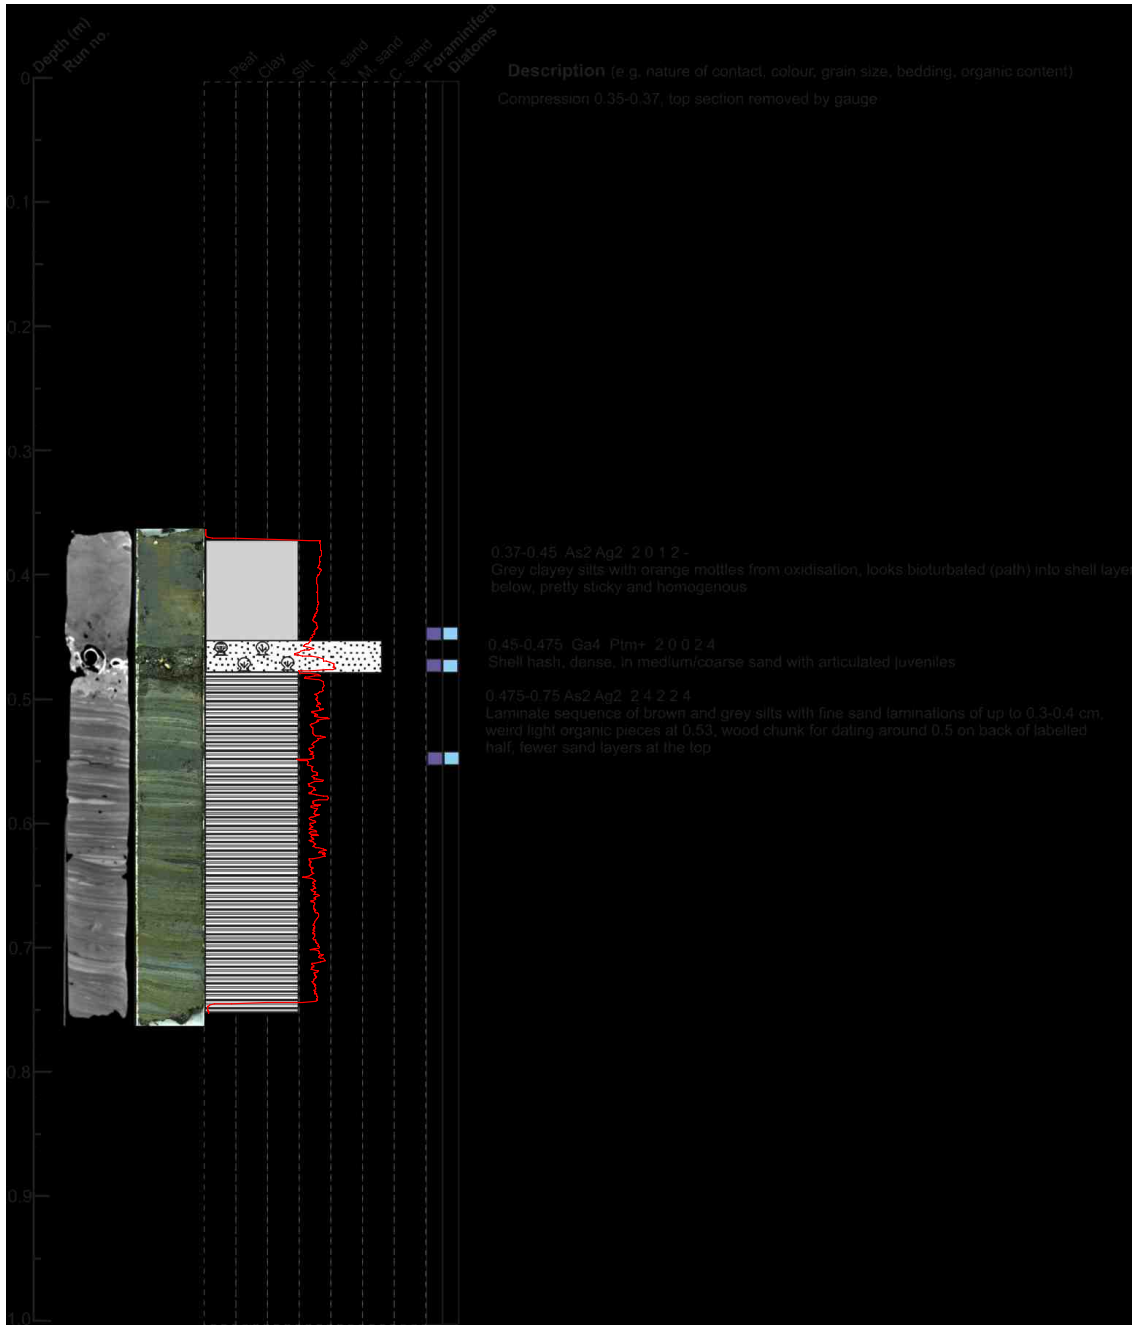 Depth (m)
Run no.
Peat
Clay
Silt
F. sand
M. sand
C. sand
Foraminifera
Diatoms
Description (e.g. nature of contact, colour, grain size, bedding, organic content)
Compression 0.35-0.37, top section removed by gauge
0
0.1
0.2
0.3
0.4
0.5
0.6
0.7
0.8
0.9
1.0
0.37-0.45 As2 Ag2 2 0 1 2 -
Grey clayey silts with orange mottles from oxidisation, looks bioturbated (path) into shell layer
below, pretty sticky and homogenous
0.45-0.475 Ga4 Ptm+ 2 0 0 2 4
Shell hash, dense, in medium/coarse sand with articulated juveniles
0.475-0.75 As2 Ag2 2 4 2 2 4
Laminate sequence of brown and grey silts with fine sand laminations of up to 0.3-0.4 cm,
weird light organic pieces at 0.53, wood chunk for dating around 0.5 on back of labelled
half, fewer sand layers at the top